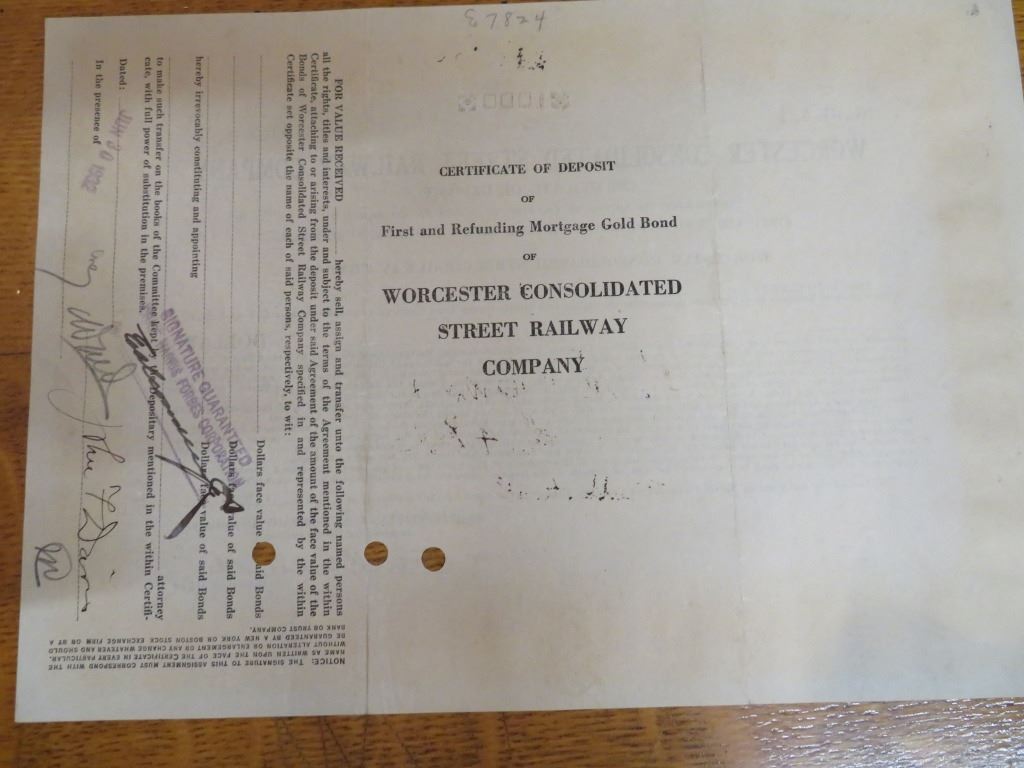 E7824
CERTIFICATE OF DEPOSIT
OF
First and Refunding Mortgage Gold Bond
OF
WORCESTER CONSOLIDATED
STREET RAILWAY
COMPANY
FOR VALUE RECEIVED hereby sell, assign and transfer unto the following named persons
all the rights, titles and interests, under and subject to the terms of the Agreement mentioned in the within
Certificate, attaching to or arising from the deposit under said Agreement of the amount of the face value of the
Bonds of Worcester Consolidated Street Railway Company specified in and represented by the within
Certificate set opposite the name of each of said persons, respectively, to wit:
Dollars face value said Bonds
Dollars face value of said Bonds
Dollars face value of said Bonds
hereby irrevocably constituting and appointing
attorney
to make such transfer on the books of the Committee kept by the Depositary mentioned in the within Certifi-
cate, with full power of substitution in the premises.
Dated: 1932
In the presence of
John F Davis
SIGNATURE GUARANTEED
HARRIS FORBES CORPORATION
NOTICE: THE SIGNATURE TO THIS ASSIGNMENT MUST CORRESPOND WITH THE
NAME AS WRITTEN UPON THE FACE OF THE CERTIFICATE IN EVERY PARTICULAR,
WITHOUT ALTERATION OR ENLARGEMENT OR ANY CHANGE WHATEVER AND SHOULD
BE GUARANTEED BY A NEW YORK OR BOSTON STOCK EXCHANGE FIRM OR BY A
BANK OR TRUST COMPANY.